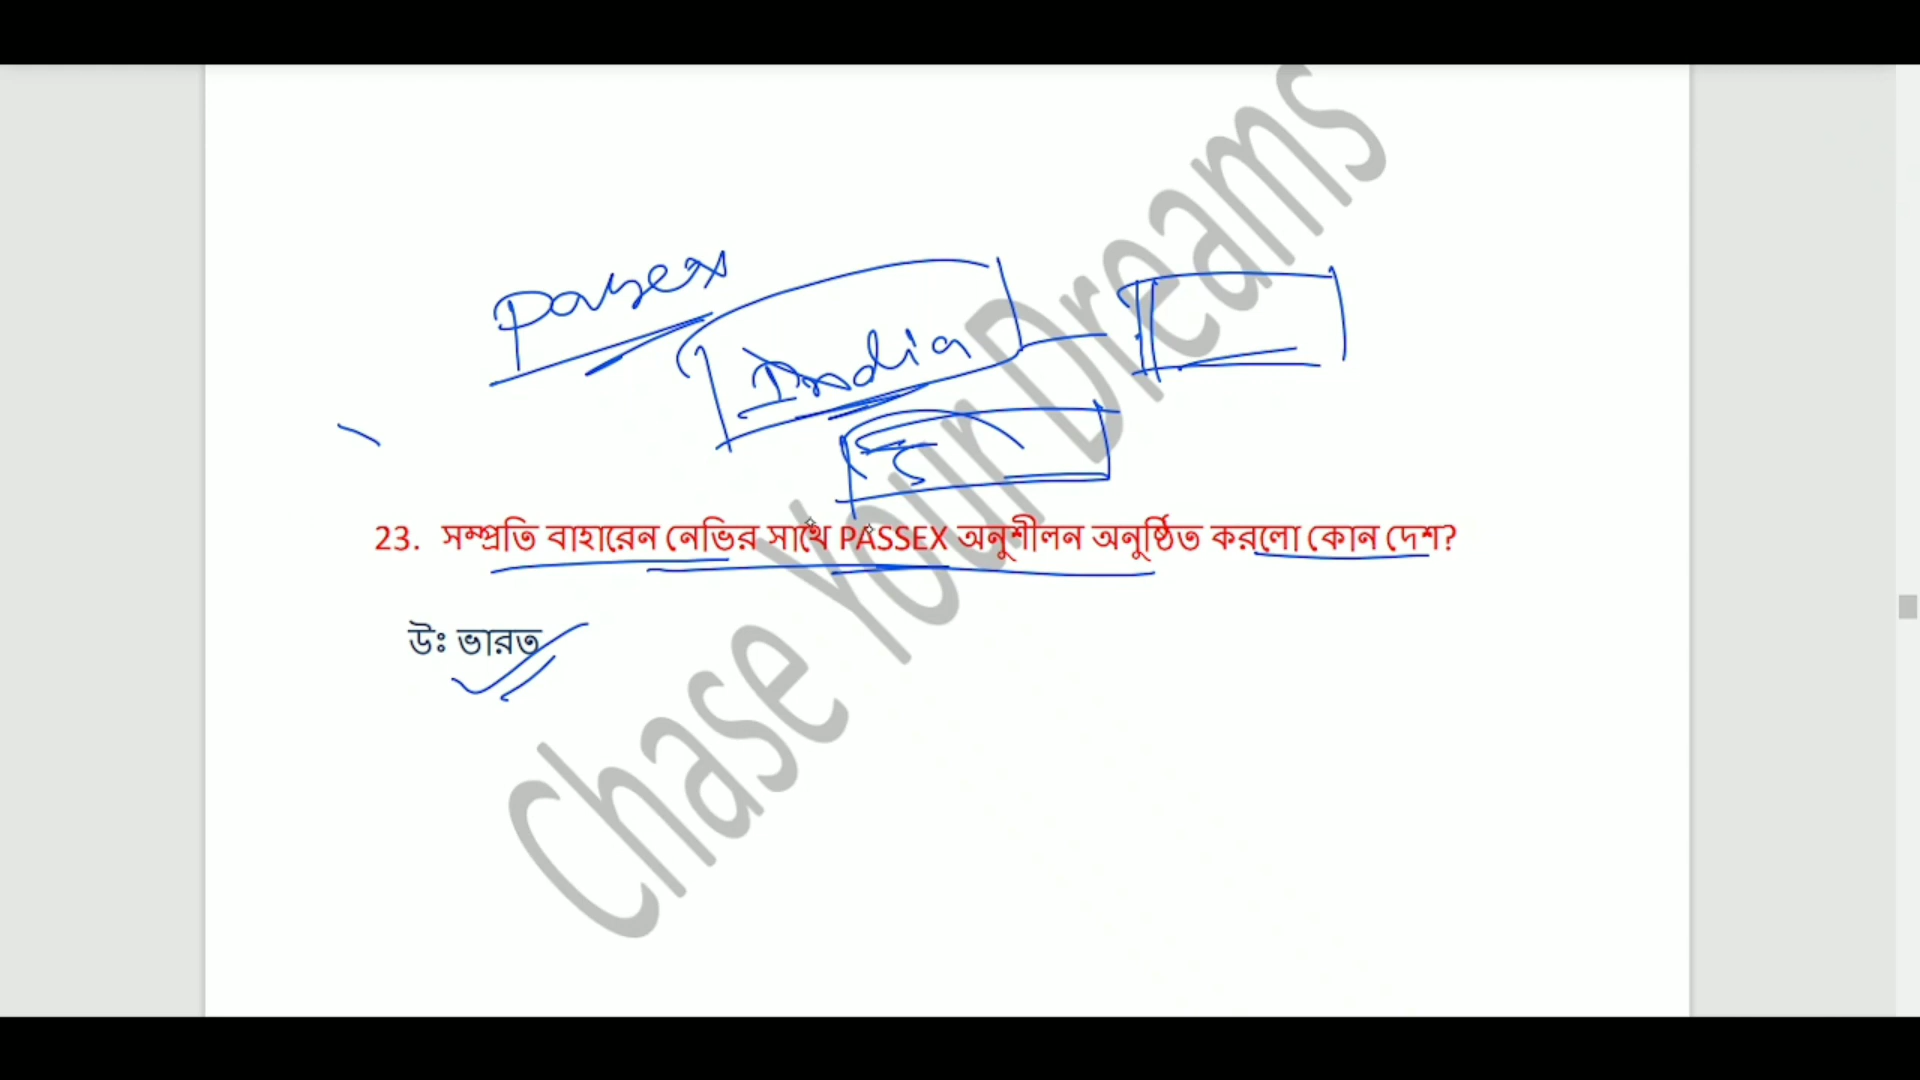 Passex
India
23. সম্প্রতি বাহারেন নেভির সাথে PASSEX অনুশীলন অনুষ্ঠিত করলো কোন দেশ?
উঃ ভারত
Chase Your Dreams